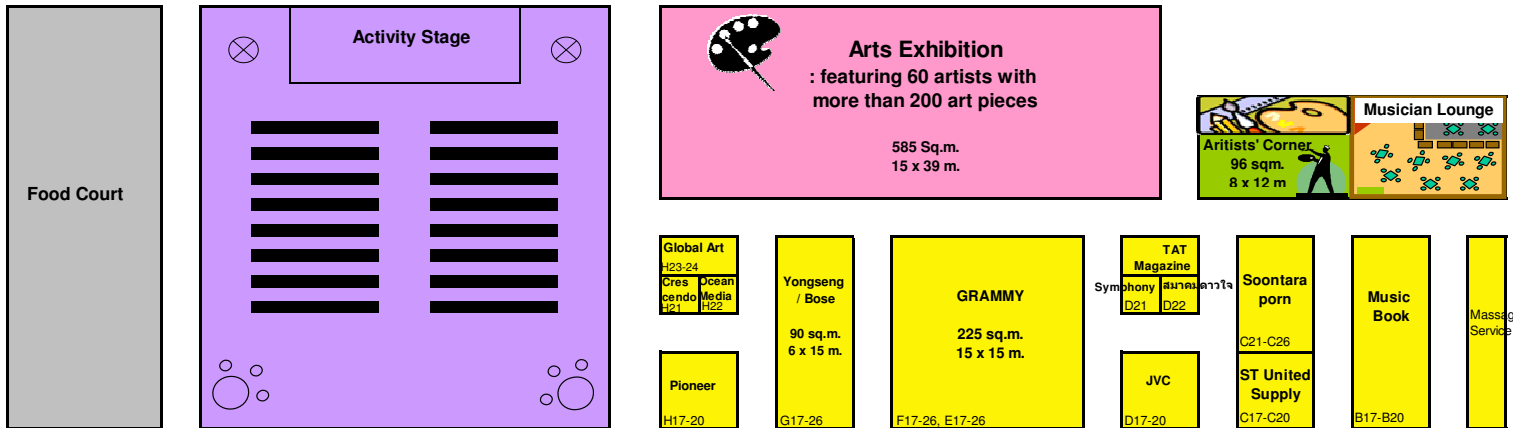 Food Court
Activity Stage
Arts Exhibition
: featuring 60 artists with
more than 200 art pieces
585 Sq.m.
15 x 39 m.
Aritists' Corner
96 sqm.
8 x 12 m
Musician Lounge
Global Art
H23-24
Cres
cendo
H21
Ocean
Media
H22
Pioneer
H17-20
Yongseng
/ Bose
90 sq.m.
6 x 15 m.
G17-26
GRAMMY
225 sq.m.
15 x 15 m.
F17-26, E17-26
TAT
Magazine
Symphony
D21
สมาคมดาวใจ
D22
JVC
D17-20
Soontara
porn
C21-C26
ST United
Supply
C17-C20
Music
Book
B17-B20
Massag
Service